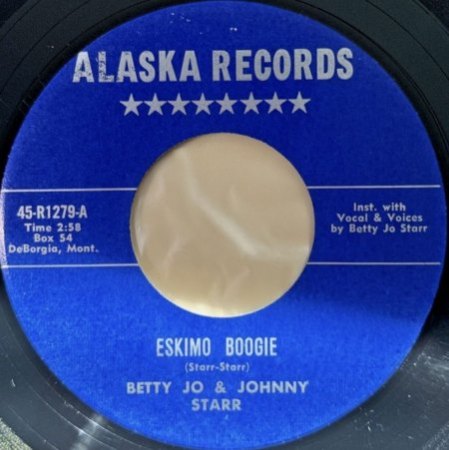 ALASKA RECORDS
★★★★★★★★
45-R1279-A
Time 2:58
Box 54
DeBorgia, Mont.
Inst. with
Vocal & Voices
by Betty Jo Starr
ESKIMO BOOGIE
(Starr-Starr)
BETTY JO & JOHNNY
STARR